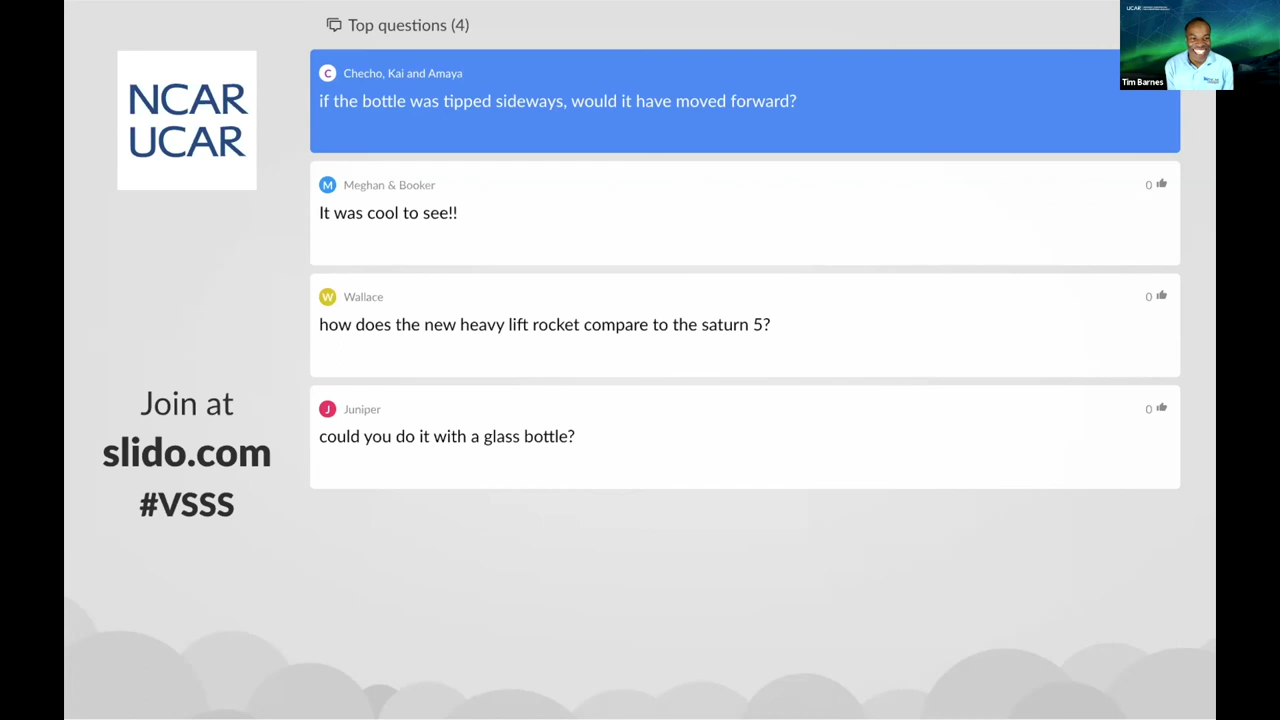 Top questions (4)
NCAR
UCAR
C Checho, Kai and Amaya
if the bottle was tipped sideways, would it have moved forward?
M Meghan & Booker
0
It was cool to see!!
W Wallace
0
how does the new heavy lift rocket compare to the saturn 5?
J Juniper
0
could you do it with a glass bottle?
Join at
slido.com
#VSSS
UCAR
Tim Barnes